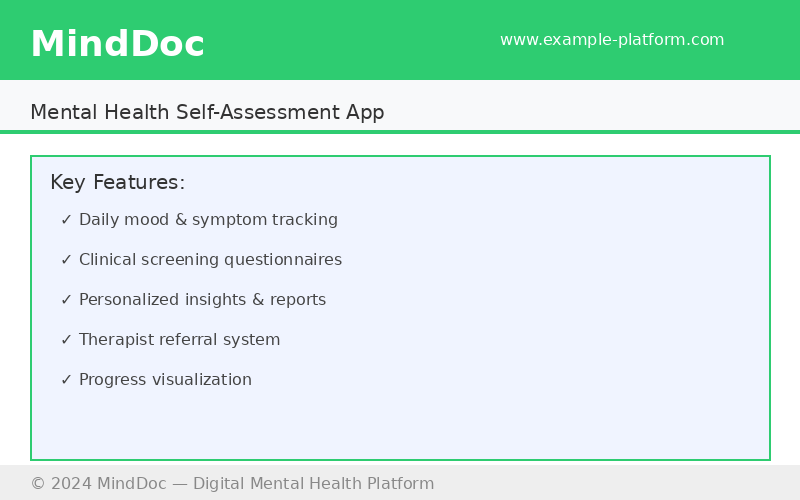 MindDoc
www.example-platform.com
Mental Health Self-Assessment App
Key Features:
✓ Daily mood & symptom tracking
✓ Clinical screening questionnaires
✓ Personalized insights & reports
✓ Therapist referral system
✓ Progress visualization
© 2024 MindDoc — Digital Mental Health Platform